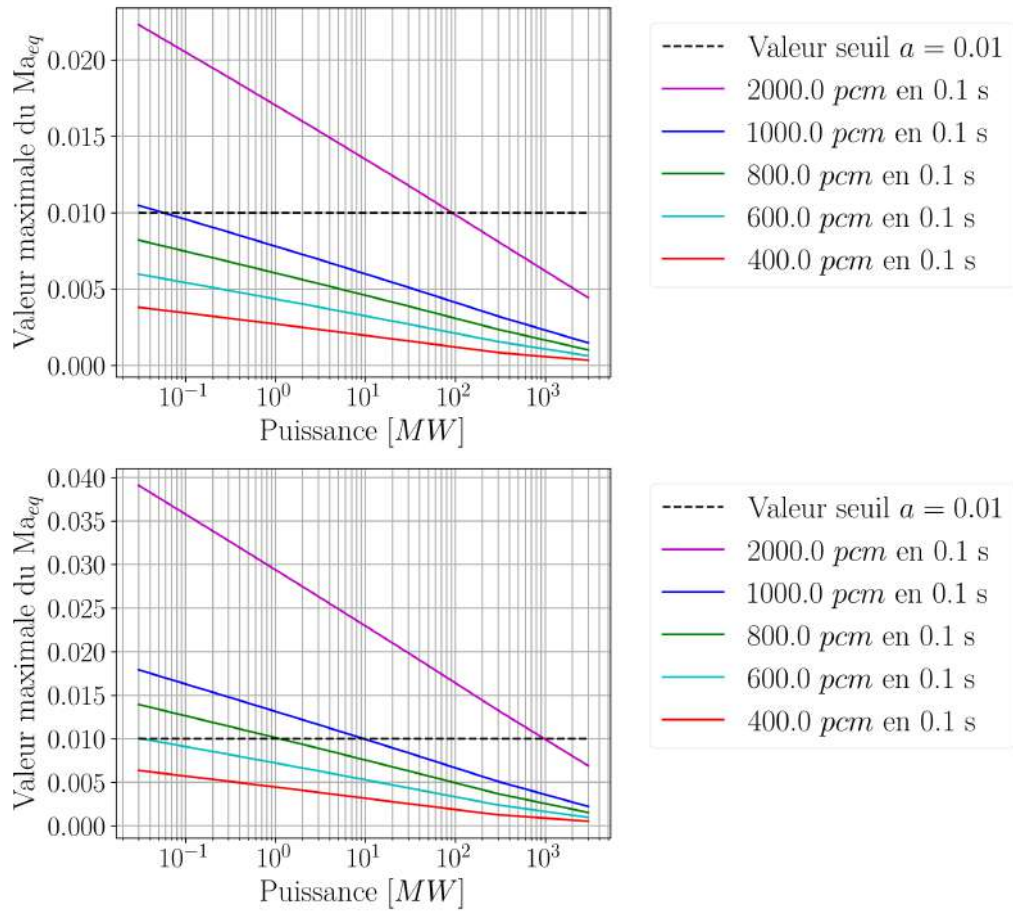 0.020
0.015
0.010
0.005
0.000
Valeur maximale du Ma_{eq}
10^{-1} 10^{0} 10^{1} 10^{2} 10^{3}
Puissance [MW]
Valeur seuil a = 0.01
2000.0 pcm en 0.1 s
1000.0 pcm en 0.1 s
800.0 pcm en 0.1 s
600.0 pcm en 0.1 s
400.0 pcm en 0.1 s
0.040
0.035
0.030
0.025
0.020
0.015
0.010
0.005
0.000
Valeur maximale du Ma_{eq}
10^{-1} 10^{0} 10^{1} 10^{2} 10^{3}
Puissance [MW]
Valeur seuil a = 0.01
2000.0 pcm en 0.1 s
1000.0 pcm en 0.1 s
800.0 pcm en 0.1 s
600.0 pcm en 0.1 s
400.0 pcm en 0.1 s